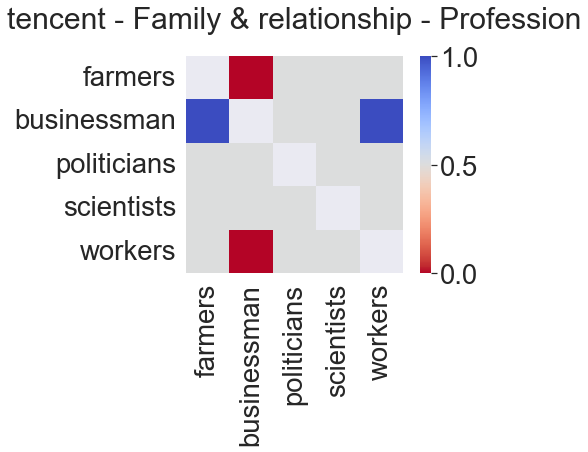 tencent - Family & relationship - Profession
farmers
businessman
politicians
scientists
workers
farmers
businessman
politicians
scientists
workers
1.0
0.5
0.0